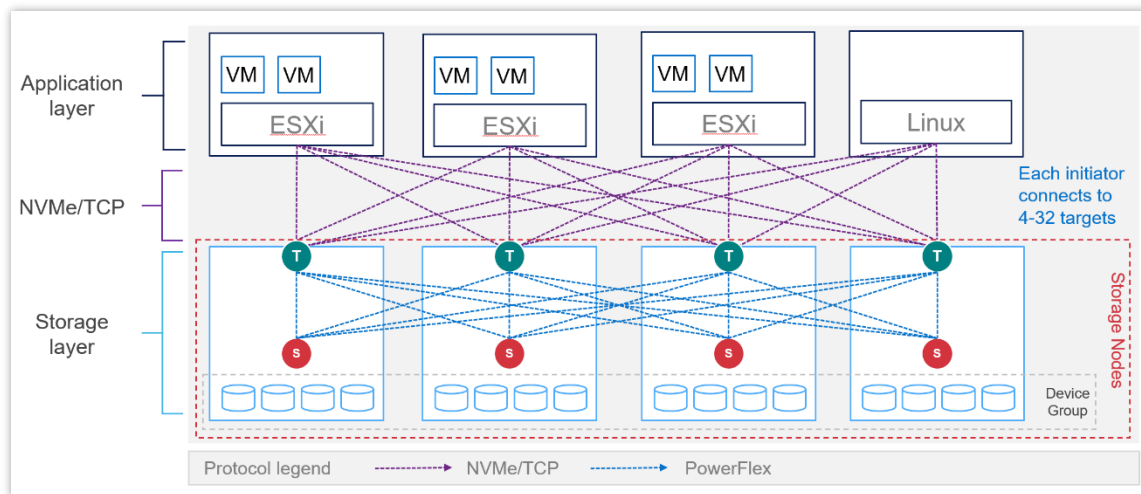 Application
layer
VM VM
ESXi
VM VM
ESXi
VM VM
ESXi
Linux
NVMe/TCP
Each initiator
connects to
4-32 targets
Storage
layer
T T T T
S S S S
Device
Group
Storage Nodes
Protocol legend NVMe/TCP PowerFlex